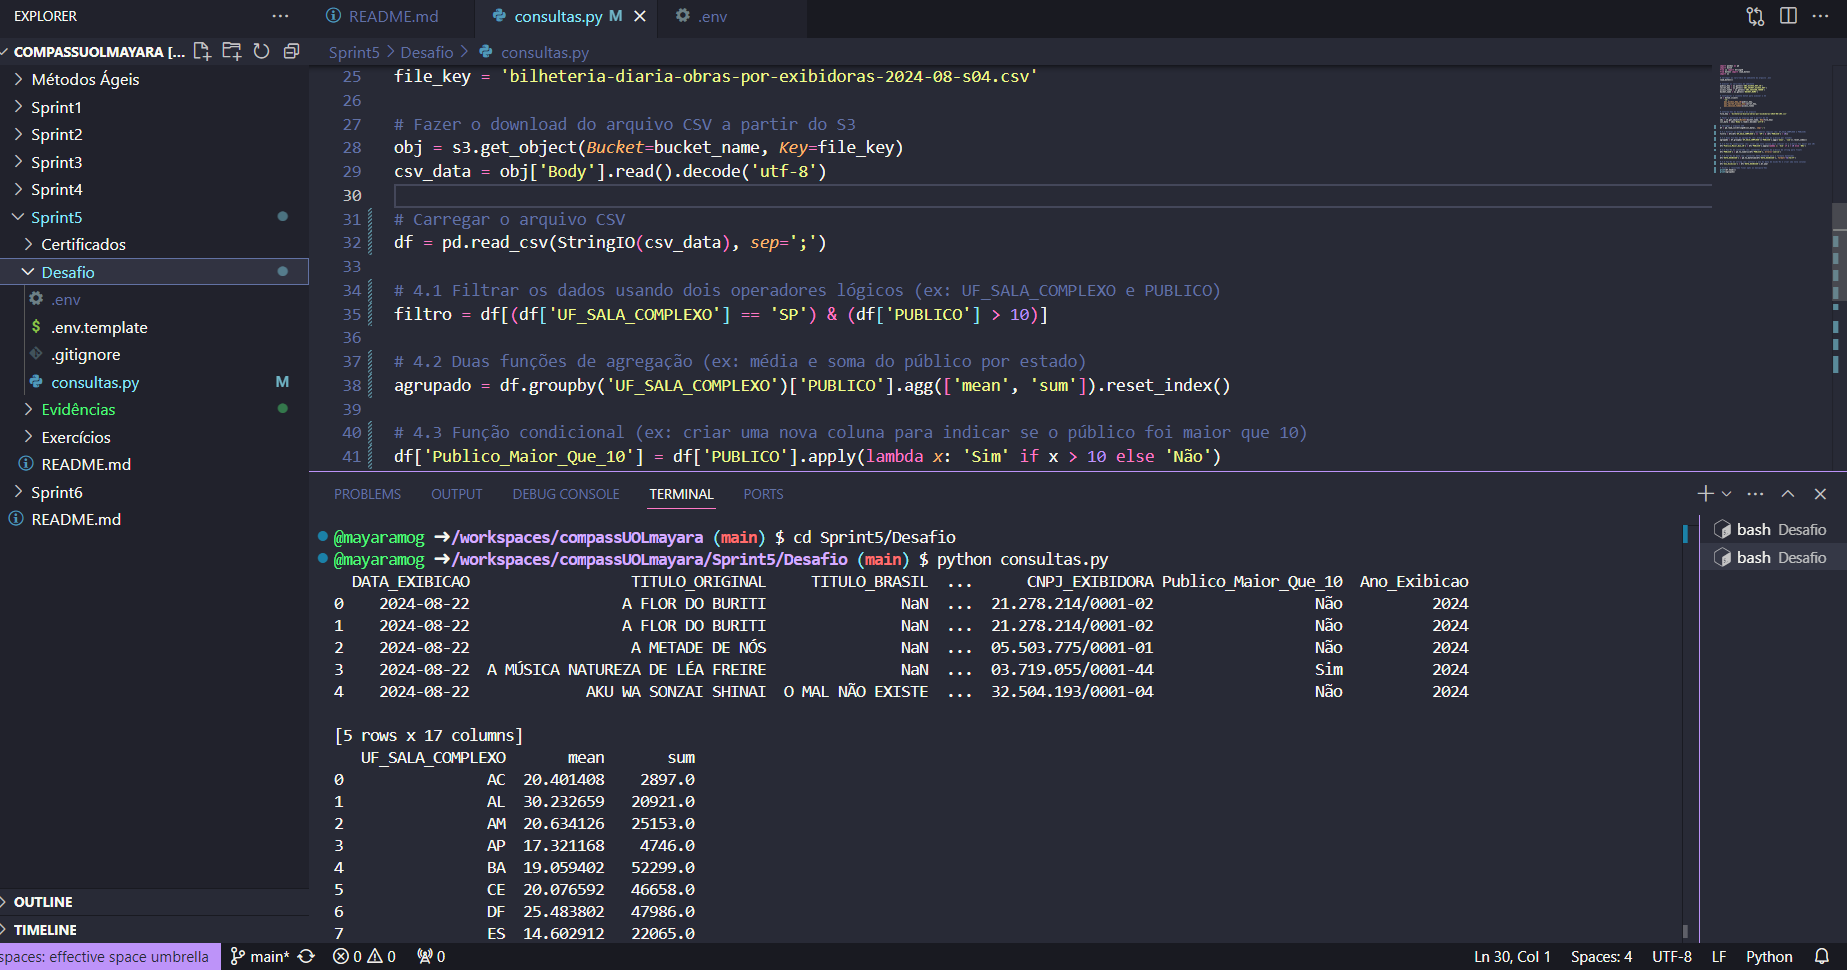 EXPLORER
COMPASSUOLMAYARA [...
Métodos Ágeis
Sprint1
Sprint2
Sprint3
Sprint4
Sprint5
Certificados
Desafio
.env
.env.template
.gitignore
consultas.py M
Evidências
Exercícios
README.md
Sprint6
README.md
OUTLINE
TIMELINE
README.md consultas.py M .env
Sprint5 > Desafio > consultas.py
25 file_key = 'bilheteria-diaria-obras-por-exibidoras-2024-08-s04.csv'
26
27 # Fazer o download do arquivo CSV a partir do S3
28 obj = s3.get_object(Bucket=bucket_name, Key=file_key)
29 csv_data = obj['Body'].read().decode('utf-8')
30
31 # Carregar o arquivo CSV
32 df = pd.read_csv(StringIO(csv_data), sep=';')
33
34 # 4.1 Filtrar os dados usando dois operadores lógicos (ex: UF_SALA_COMPLEXO e PUBLICO)
35 filtro = df[(df['UF_SALA_COMPLEXO'] == 'SP') & (df['PUBLICO'] > 10)]
36
37 # 4.2 Duas funções de agregação (ex: média e soma do público por estado)
38 agrupado = df.groupby('UF_SALA_COMPLEXO')['PUBLICO'].agg(['mean', 'sum']).reset_index()
39
40 # 4.3 Função condicional (ex: criar uma nova coluna para indicar se o público foi maior que 10)
41 df['Publico_Maior_Que_10'] = df['PUBLICO'].apply(lambda x: 'Sim' if x > 10 else 'Não')
PROBLEMS OUTPUT DEBUG CONSOLE TERMINAL PORTS
@mayaramog ➜/workspaces/compassUOLmayara (main) $ cd Sprint5/Desafio
@mayaramog ➜/workspaces/compassUOLmayara/Sprint5/Desafio (main) $ python consultas.py
DATA_EXIBICAO TITULO_ORIGINAL TITULO_BRASIL ... CNPJ_EXIBIDORA Publico_Maior_Que_10 Ano_Exibicao
0 2024-08-22 A FLOR DO BURITI NaN ... 21.278.214/0001-02 Não 2024
1 2024-08-22 A FLOR DO BURITI NaN ... 21.278.214/0001-02 Não 2024
2 2024-08-22 A METADE DE NÓS NaN ... 05.503.775/0001-01 Não 2024
3 2024-08-22 A MÚSICA NATUREZA DE LÉA FREIRE NaN ... 03.719.055/0001-44 Sim 2024
4 2024-08-22 AKU WA SONZAI SHINAI O MAL NÃO EXISTE ... 32.504.193/0001-04 Não 2024
[5 rows x 17 columns]
UF_SALA_COMPLEXO mean sum
0 AC 20.401408 2897.0
1 AL 30.232659 20921.0
2 AM 20.634126 25153.0
3 AP 17.321168 4746.0
4 BA 19.059402 52299.0
5 CE 20.076592 46658.0
6 DF 25.483802 47986.0
7 ES 14.602912 22065.0
bash Desafio
bash Desafio
spaces: effective space umbrella main* 0 0 0 Ln 30, Col 1 Spaces: 4 UTF-8 LF Python